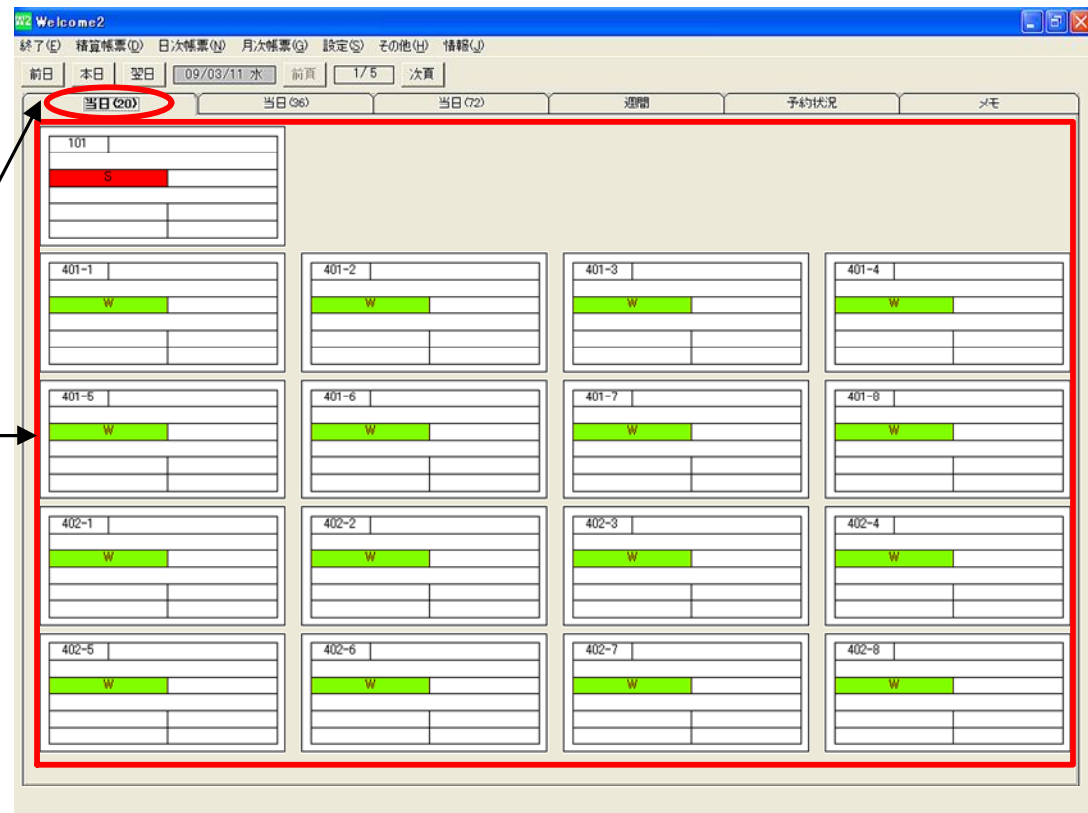 W2 Welcome2
終了(E) 積算帳票(D) 日次帳票(N) 月次帳票(G) 設定(S) その他(H) 情報(J)
前日 本日 翌日 09/03/11 水 前頁 1/5 次頁
当日(20) 当日(36) 当日(72) 週間 予約状況 メモ
101
S
401-1 401-2 401-3 401-4
W W W W
401-5 401-6 401-7 401-8
W W W W
402-1 402-2 402-3 402-4
W W W W
402-5 402-6 402-7 402-8
W W W W